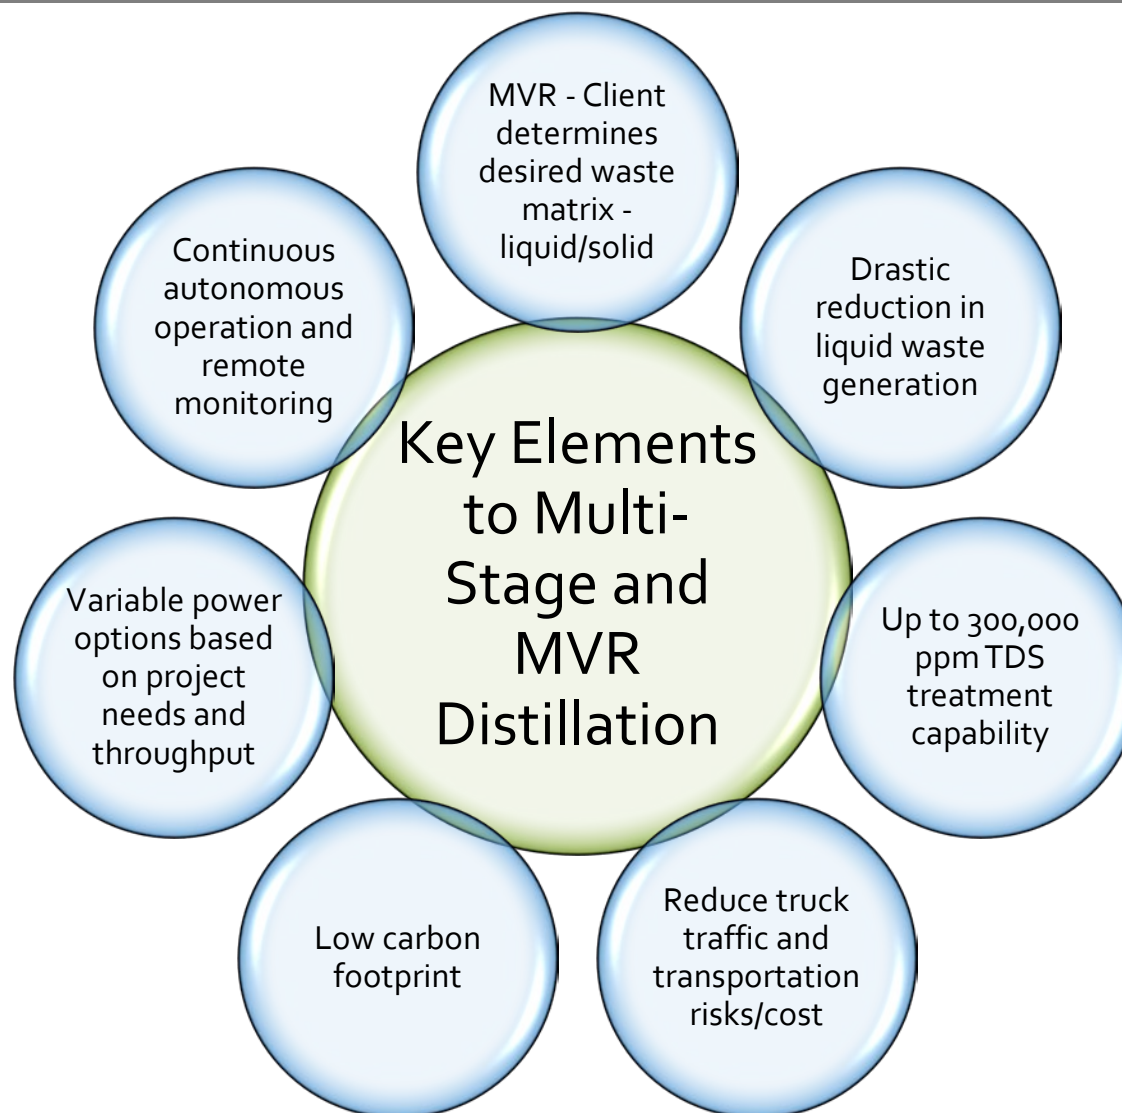 MVR - Client
determines
desired waste
matrix -
liquid/solid
Drastic
reduction in
liquid waste
generation
Up to 300,000
ppm TDS
treatment
capability
Reduce truck
traffic and
transportation
risks/cost
Low carbon
footprint
Variable power
options based
on project
needs and
throughput
Continuous
autonomous
operation and
remote
monitoring
Key Elements
to Multi-
Stage and
MVR
Distillation